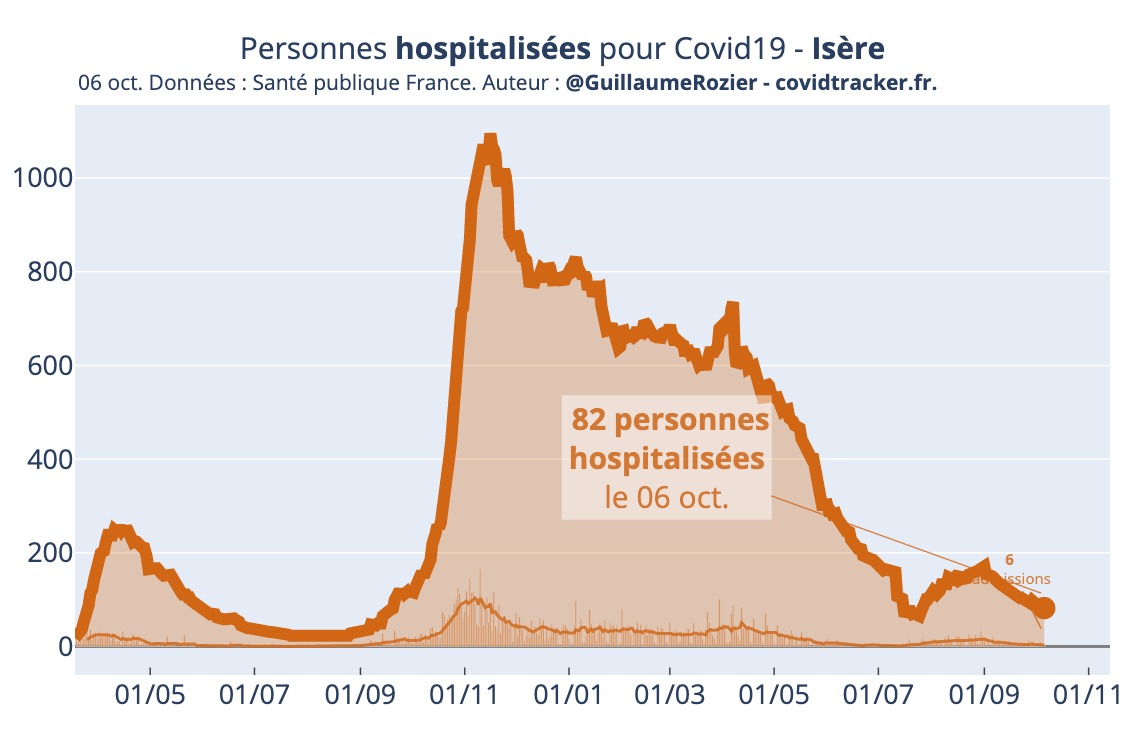 Personnes hospitalisées pour Covid19 - Isère
06 oct. Données : Santé publique France. Auteur : @GuillaumeRozier - covidtracker.fr.
1000
800
600
400
200
0
82 personnes
hospitalisées
le 06 oct.
6
admissions
01/05 01/07 01/09 01/11 01/01 01/03 01/05 01/07 01/09 01/11